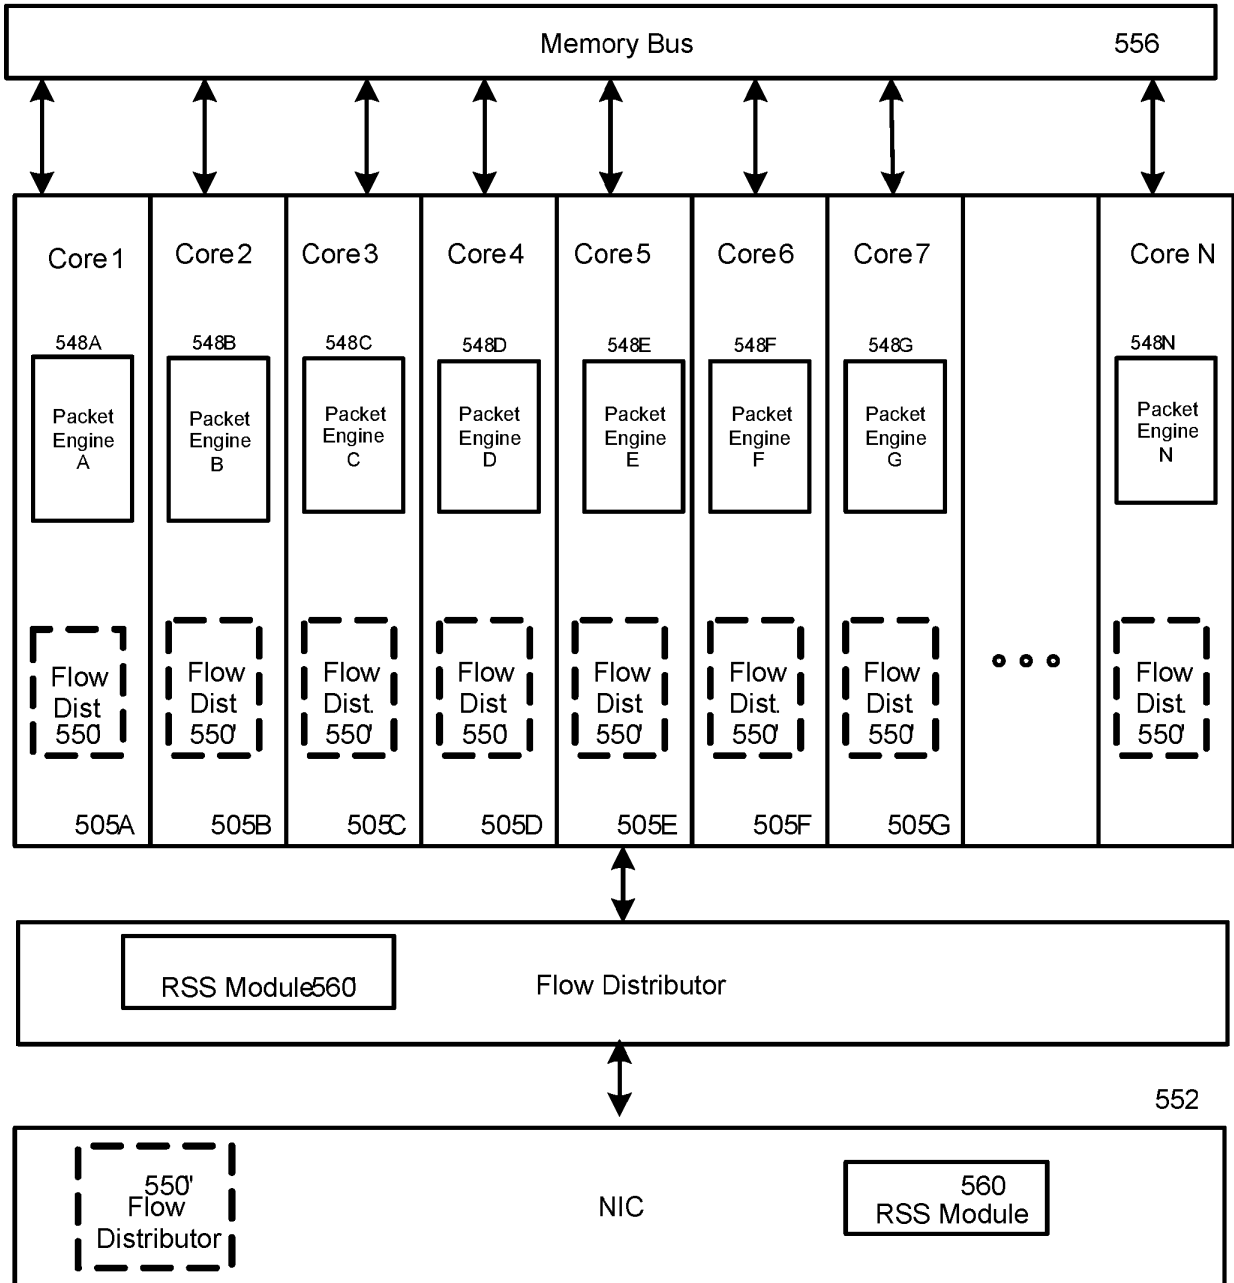 Memory Bus 556
Core 1 Core 2 Core 3 Core 4 Core 5 Core 6 Core 7 Core N
548A 548B 548C 548D 548E 548F 548G 548N
Packet
Engine
A
Packet
Engine
B
Packet
Engine
C
Packet
Engine
D
Packet
Engine
E
Packet
Engine
F
Packet
Engine
G
Packet
Engine
N
Flow
Dist
550'
Flow
Dist
550'
Flow
Dist.
550'
Flow
Dist
550'
Flow
Dist.
550'
Flow
Dist.
550'
Flow
Dist.
550'
Flow
Dist.
550'
505A 505B 505C 505D 505E 505F 505G
RSS Module 560' Flow Distributor
552
550'
Flow
Distributor
NIC
560
RSS Module